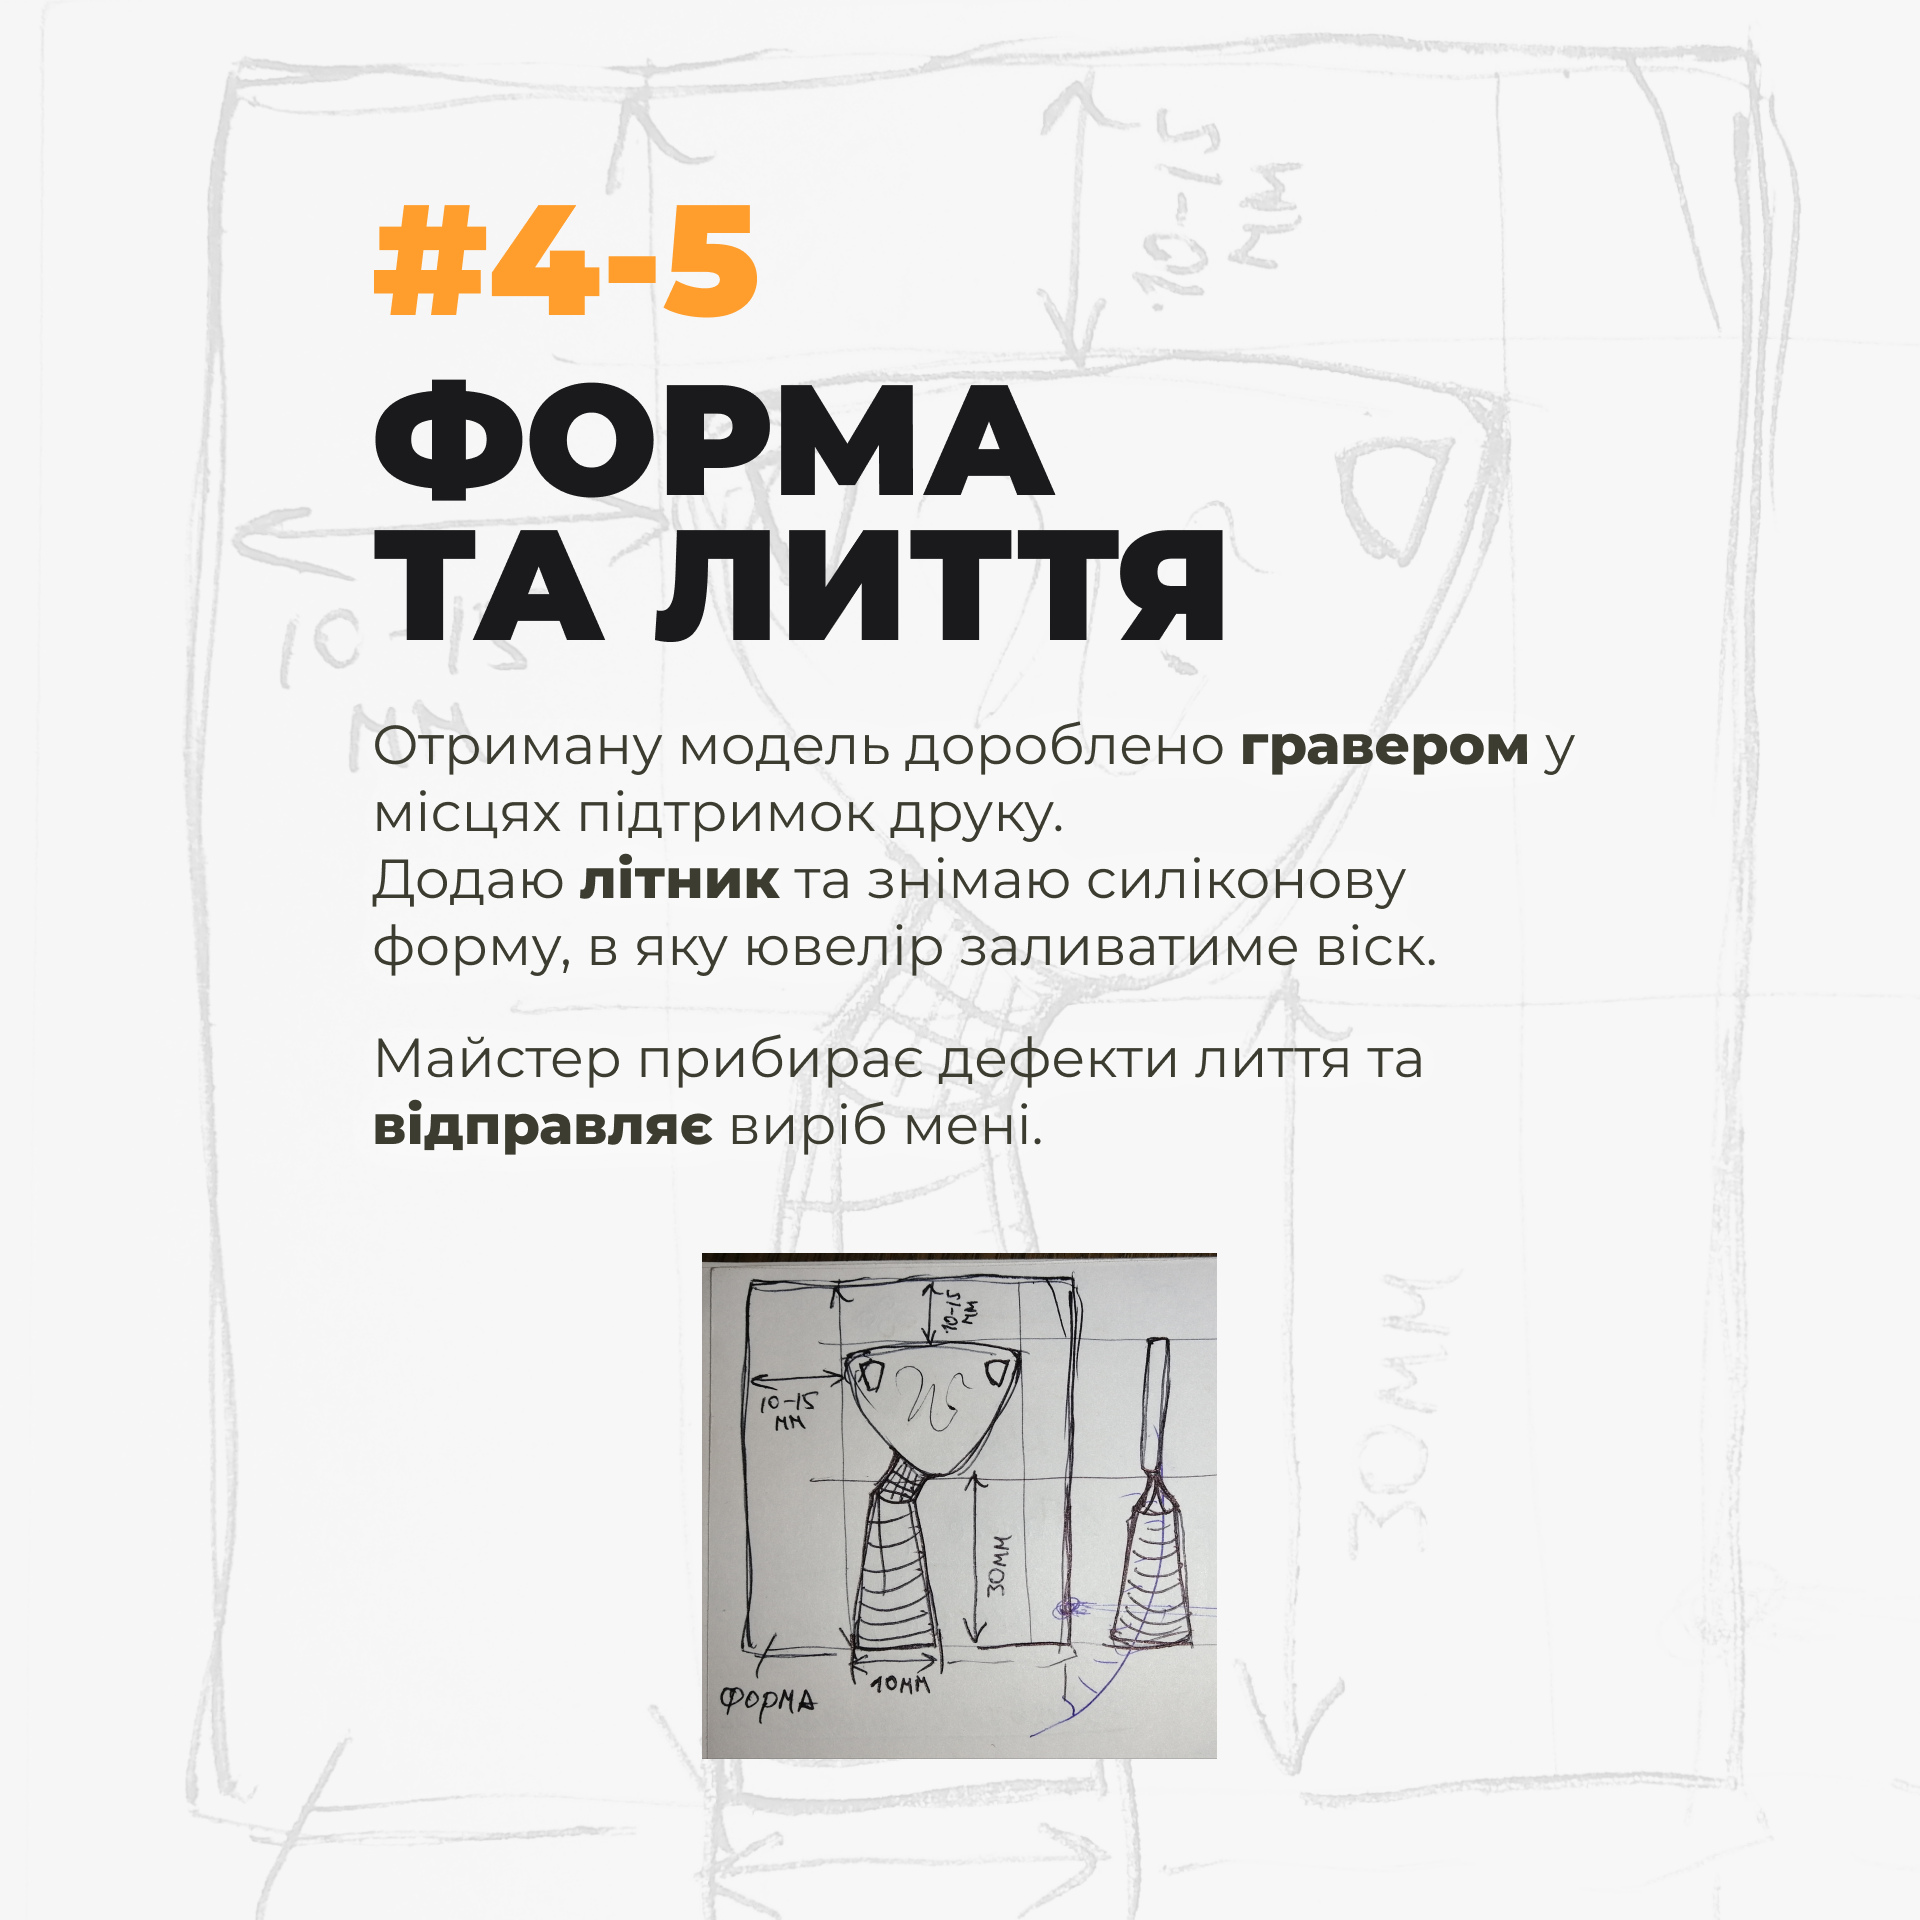 #4-5
ФОРМА
ТА ЛИТТЯ
Отриману модель дороблено гравером у
місцях підтримок друку.
Додаю літник та знімаю силіконову
форму, в яку ювелір заливатиме віск.
Майстер прибирає дефекти лиття та
відправляє виріб мені.
10-15
мм
10-15
мм
30мм
10мм
ФОРМА